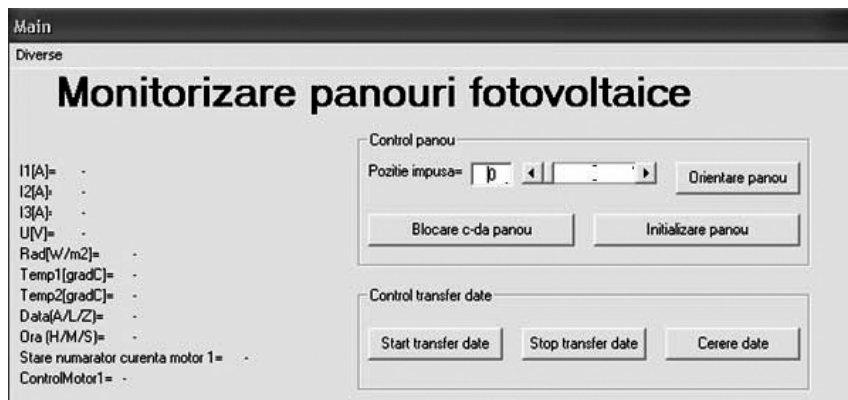 Main
Diverse
Monitorizare panouri fotovoltaice
I1[A]= -
I2[A]: -
I3[A]: -
U[V]= -
Rad[W/m2]= -
Temp1[gradC]= -
Temp2[gradC]= -
Data(A/L/Z)= -
Ora (H/M/S)= -
Stare numarator curenta motor 1= -
ControlMotor1= -
Control panou
Pozitie impusa= 0
Orientare panou
Blocare c-da panou
Initializare panou
Control transfer date
Start transfer date
Stop transfer date
Cerere date